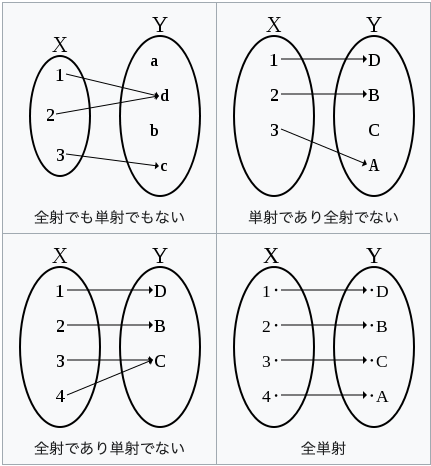 X Y
1 a
2 d
3 b
c
全射でも単射でもない
X Y
1 D
2 B
3 C
A
単射であり全射でない
X Y
1 D
2 B
3 C
4
全射であり単射でない
X Y
1 · · D
2 · · B
3 · · C
4 · · A
全単射